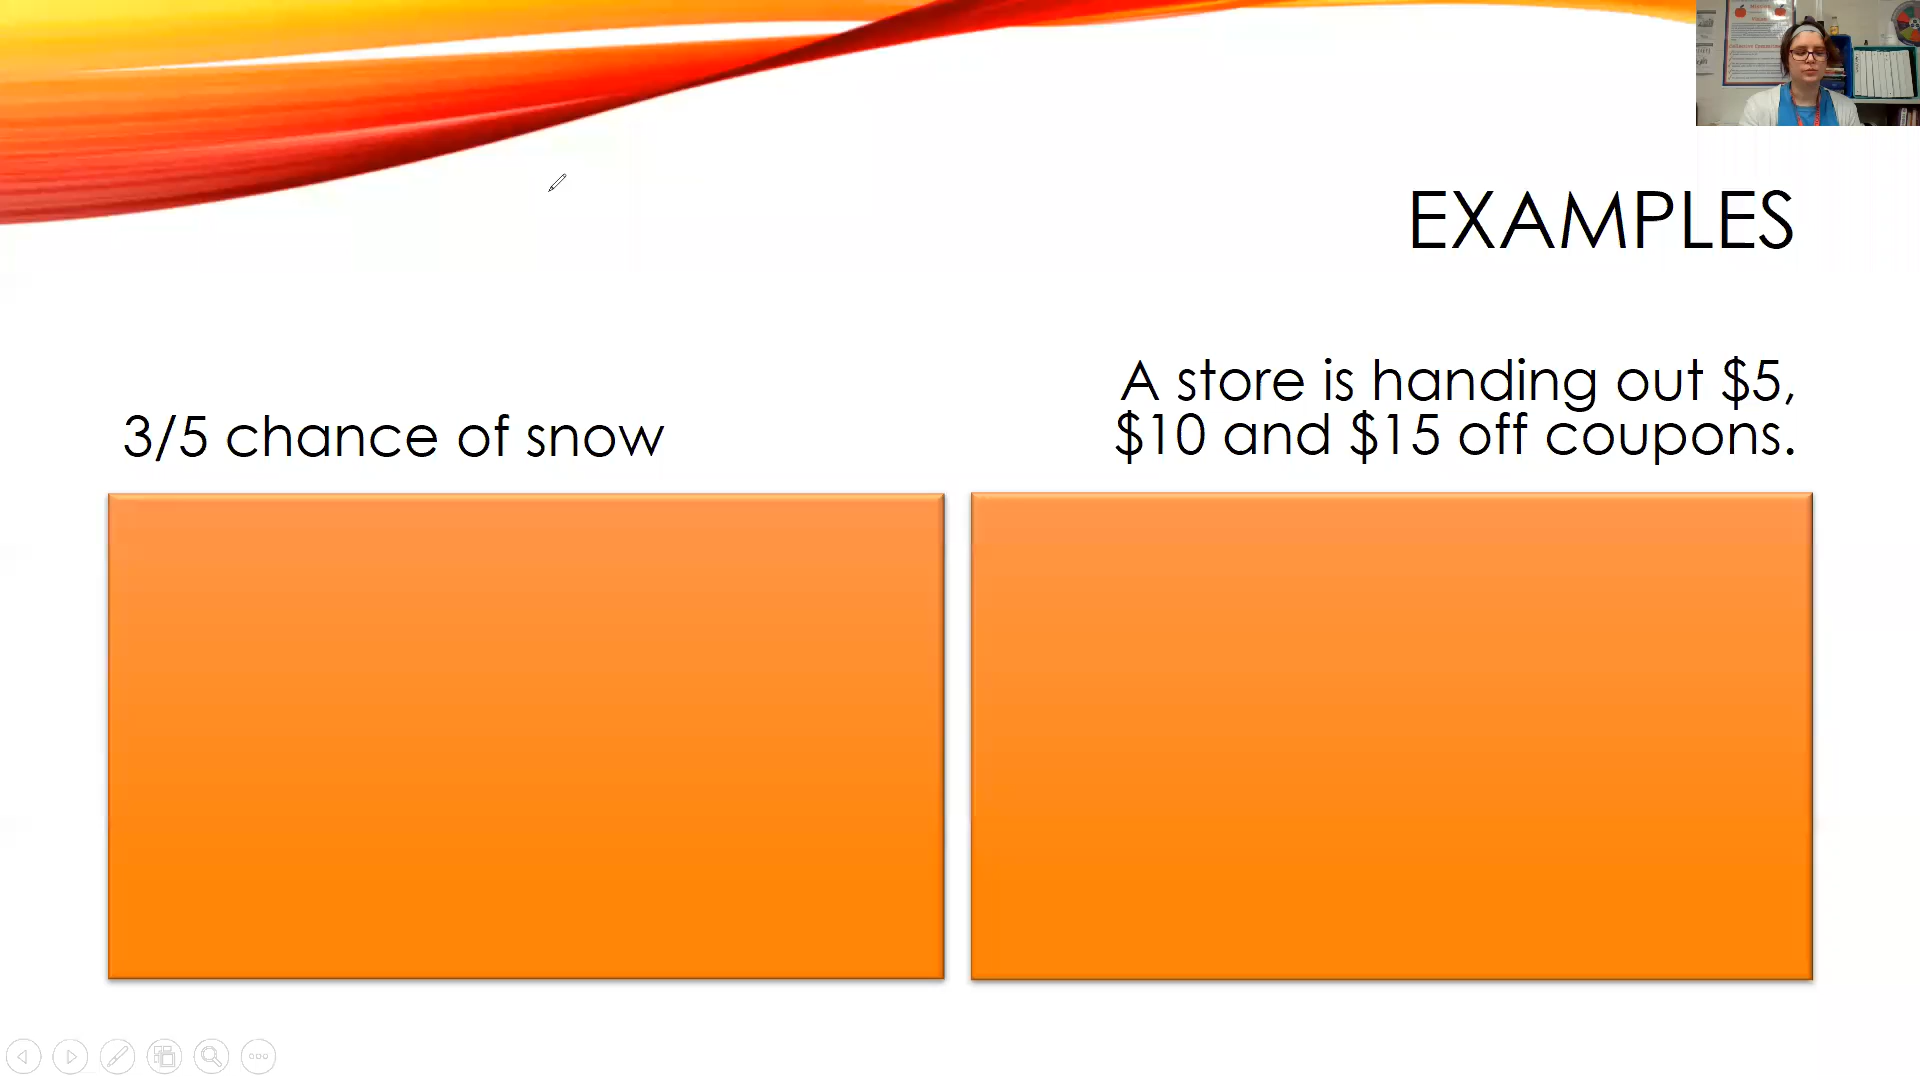 EXAMPLES
3/5 chance of snow
A store is handing out $5,
$10 and $15 off coupons.